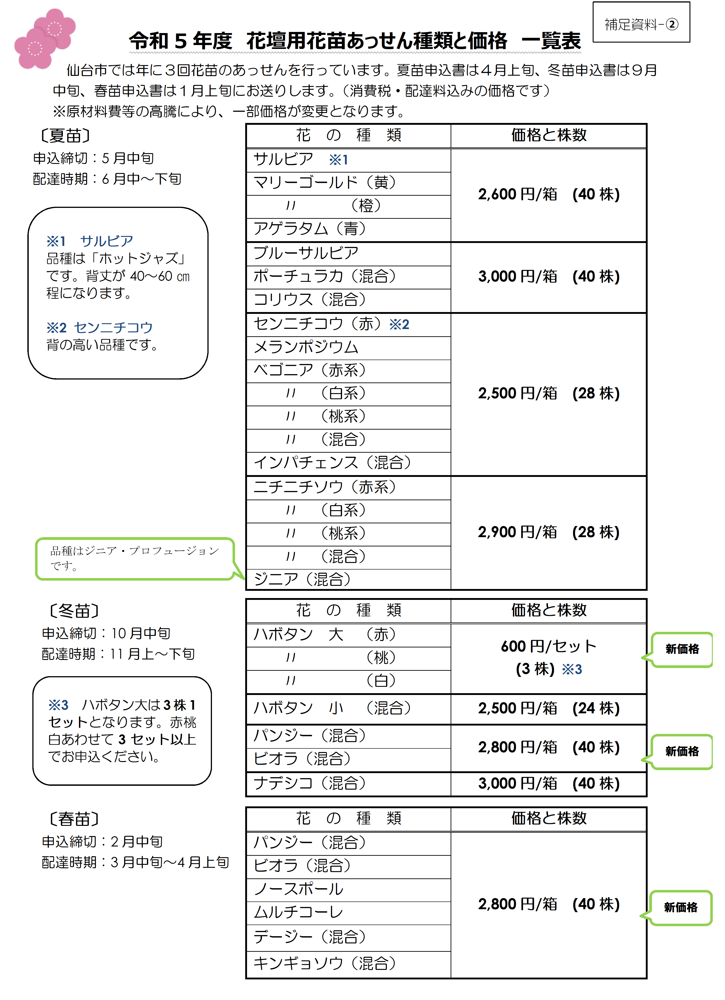 補足資料-②
令和５年度　花壇用花苗あっせん種類と価格　一覧表
仙台市では年に３回花苗のあっせんを行っています。夏苗申込書は４月上旬、冬苗申込書は９月
中旬、春苗申込書は１月上旬にお送りします。（消費税・配達料込みの価格です）
※原材料費等の高騰により、一部価格が変更となります。
〔夏苗〕
申込締切：5 月中旬
配達時期：6 月中～下旬
※1　サルビア
品種は「ホットジャズ」
です。背丈が 40～60 ㎝
程になります。
※2 センニチコウ
背の高い品種です。
花　の　種　類　価格と株数
サルビア　※1
マリーゴールド（黄）
〃　（橙）
アゲラタム（青）
2,600 円/箱　(40 株)
ブルーサルビア
ポーチュラカ（混合）
コリウス（混合）
3,000 円/箱　(40 株)
センニチコウ（赤）※2
メランポジウム
ベゴニア（赤系）
〃　（白系）
〃　（桃系）
〃　（混合）
インパチェンス（混合）
2,500 円/箱　(28 株)
ニチニチソウ（赤系）
〃　（白系）
〃　（桃系）
〃　（混合）
ジニア（混合）
2,900 円/箱　(28 株)
品種はジニア・プロフュージョン
です。
〔冬苗〕
申込締切：10 月中旬
配達時期：11 月上～下旬
※3　ハボタン大は 3 株 1
セットとなります。赤桃
白あわせて 3 セット以上
でお申込ください。
花　の　種　類　価格と株数
ハボタン　大　（赤）
〃　（桃）
〃　（白）
600 円/セット
(3 株) ※3
新価格
ハボタン　小　（混合）　2,500 円/箱　(24 株)
パンジー（混合）
ビオラ（混合）
2,800 円/箱　(40 株)
新価格
ナデシコ（混合）　3,000 円/箱　(40 株)
〔春苗〕
申込締切：2 月中旬
配達時期：3 月中旬～4 月上旬
花　の　種　類　価格と株数
パンジー（混合）
ビオラ（混合）
ノースポール
ムルチコーレ
デージー（混合）
キンギョソウ（混合）
2,800 円/箱　(40 株)
新価格